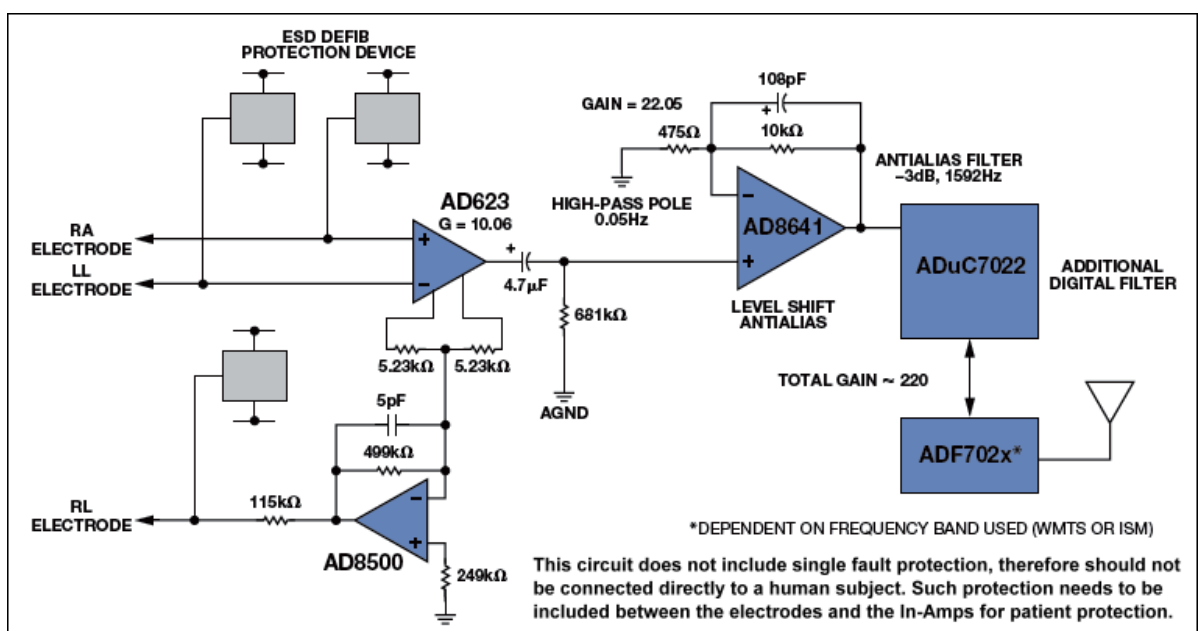 ESD DEFIB
PROTECTION DEVICE
108pF
+
GAIN = 22.05
475Ω
10kΩ
ANTIALIAS FILTER
–3dB, 1592Hz
AD623
G = 10.06
HIGH-PASS POLE
0.05Hz
–
AD8641
+
RA
ELECTRODE
+
+
4.7µF
LL
ELECTRODE
–
ADuC7022
ADDITIONAL
DIGITAL FILTER
LEVEL SHIFT
ANTIALIAS
681kΩ
5.23kΩ
5.23kΩ
AGND
TOTAL GAIN ~ 220
5pF
499kΩ
ADF702x*
RL
ELECTRODE
115kΩ
–
+
AD8500
249kΩ
*DEPENDENT ON FREQUENCY BAND USED (WMTS OR ISM)
This circuit does not include single fault protection, therefore should not
be connected directly to a human subject. Such protection needs to be
included between the electrodes and the In-Amps for patient protection.